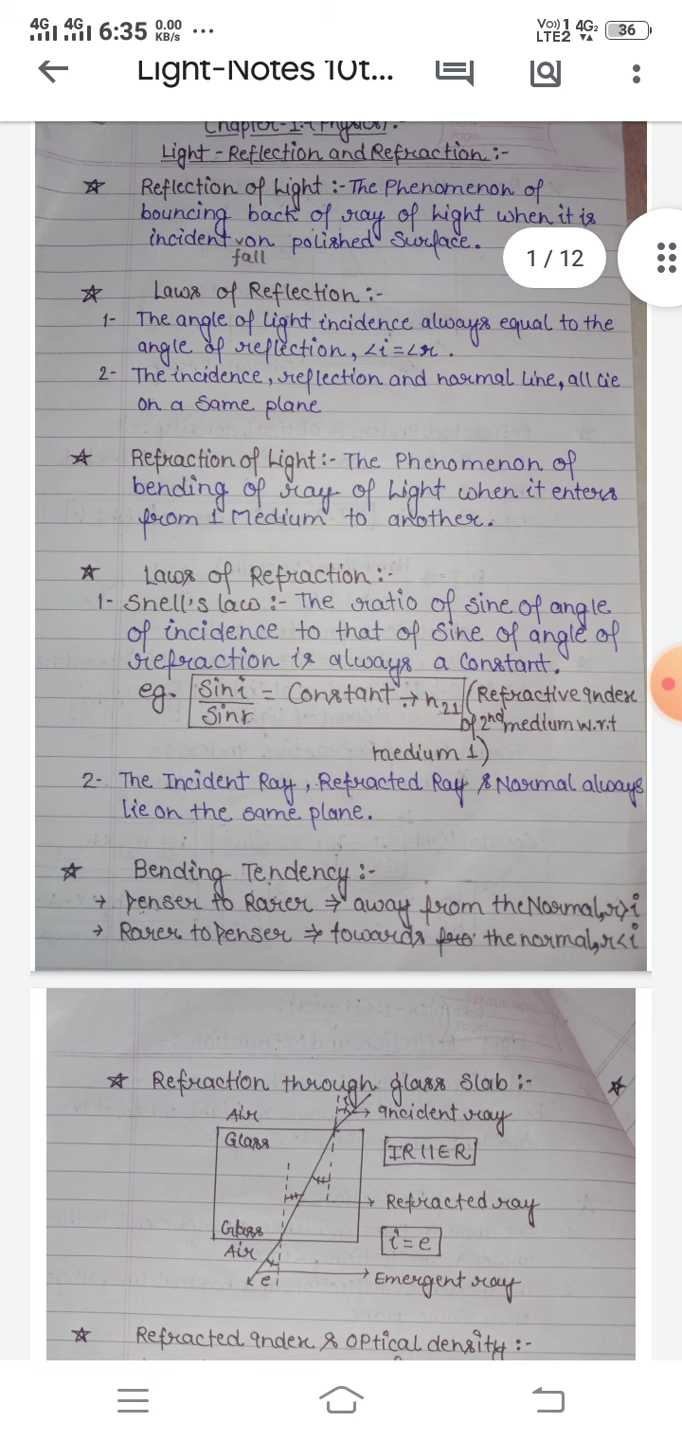 4G 4G 6:35 0.00 KB/s ...
Vo)) 1 4G2 LTE2 36
Light-Notes 10t...
Chapter-1:-(Physics):-
Light - Reflection and Refraction :-
☆ Reflection of Light :- The Phenomenon of
bouncing back of ray of Light when it is
incident on polished Surface.
fall
1 / 12
☆ Laws of Reflection :-
1- The angle of Light incidence always equal to the
angle of reflection, ∠i=∠r.
2- The incidence, reflection and normal Line, all lie
on a same plane
☆ Refraction of Light :- The Phenomenon of
bending of ray of Light when it enters
from 1 Medium to another.
☆ Laws of Refraction :-
1- Snell's law :- The ratio of sine of angle
of incidence to that of Sine of angle of
refraction is always a Constant.
eg. Sini / Sinr = Constant → n21 (Refractive index
of 2nd medium w.r.t
medium 1)
2- The Incident Ray, Refracted Ray & Normal always
lie on the same plane.
☆ Bending Tendency :-
→ Denser to Rarer ⇒ away from the Normal, r>i
→ Rarer to Denser ⇒ towards the normal, r<i
☆ Refraction through glass Slab :-
Air
incident ray
Glass
IR||ER
Refracted ray
Glass
i=e
Air
e
Emergent ray
☆ Refracted index & Optical density :-